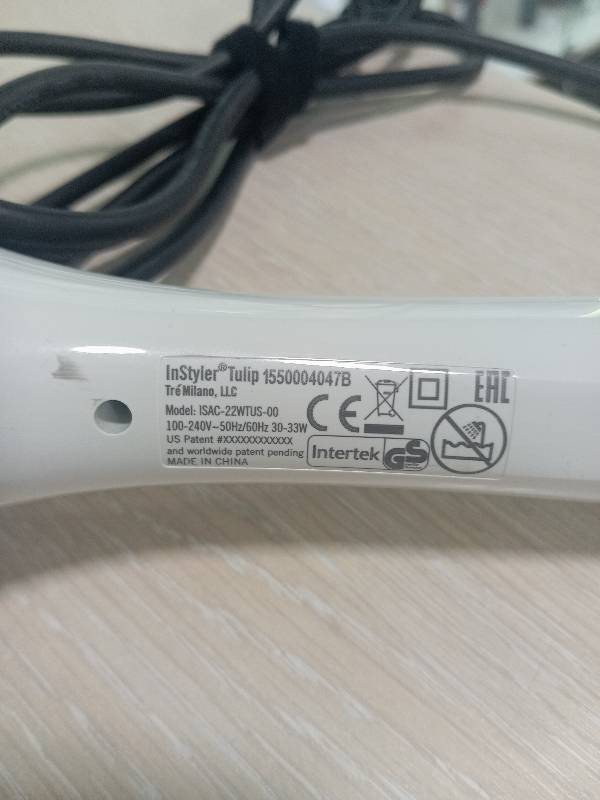 InStyler® Tulip 1550004047B
Tré Milano, LLC
Model: ISAC-22WTUS-00
100-240V~50Hz/60Hz 30-33W
US Patent #XXXXXXXXXXXX
and worldwide patent pending
MADE IN CHINA
CE
Intertek GS
EAC